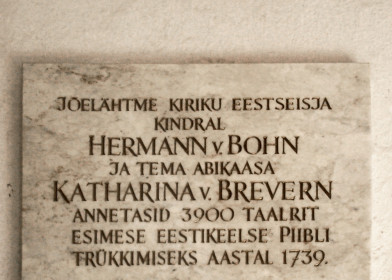 JÕELÄHTME KIRIKU EESTSEISJA
KINDRAL
HERMANN v. BOHN
JA TEMA ABIKAASA
KATHARINA v. BREVERN
ANNETASID 3900 TAALRIT
ESIMESE EESTIKEELSE PIIBLI
TRÜKKIMISEKS AASTAL 1739.